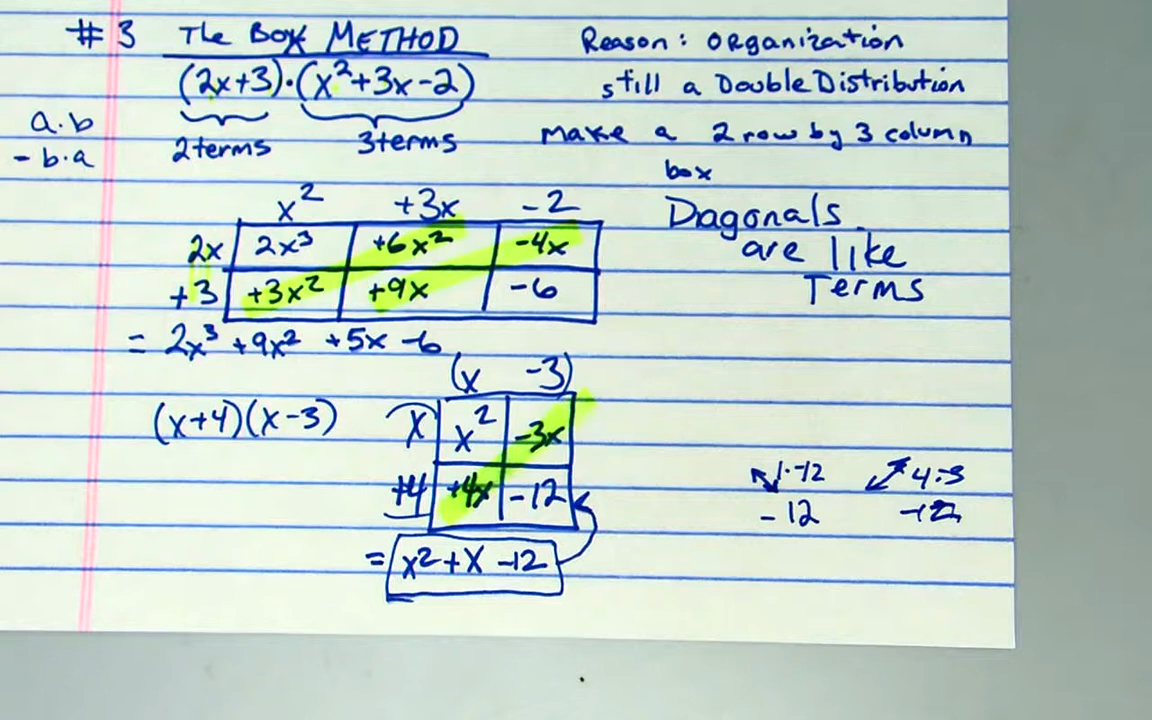 #3 The Box METHOD
Reason: organization
(2x+3)·(x²+3x-2)
still a Double Distribution
a·b
- b·a
2terms 3terms
make a 2 row by 3 column
box
x² +3x -2
2x 2x³ +6x² -4x
+3 +3x² +9x -6
Diagonals
are like
Terms
= 2x³ +9x² +5x -6
(x+4)(x-3)
(x -3)
x x² -3x
+4 +4x -12
= x²+x -12
1·-12
-12
4·-3
-12